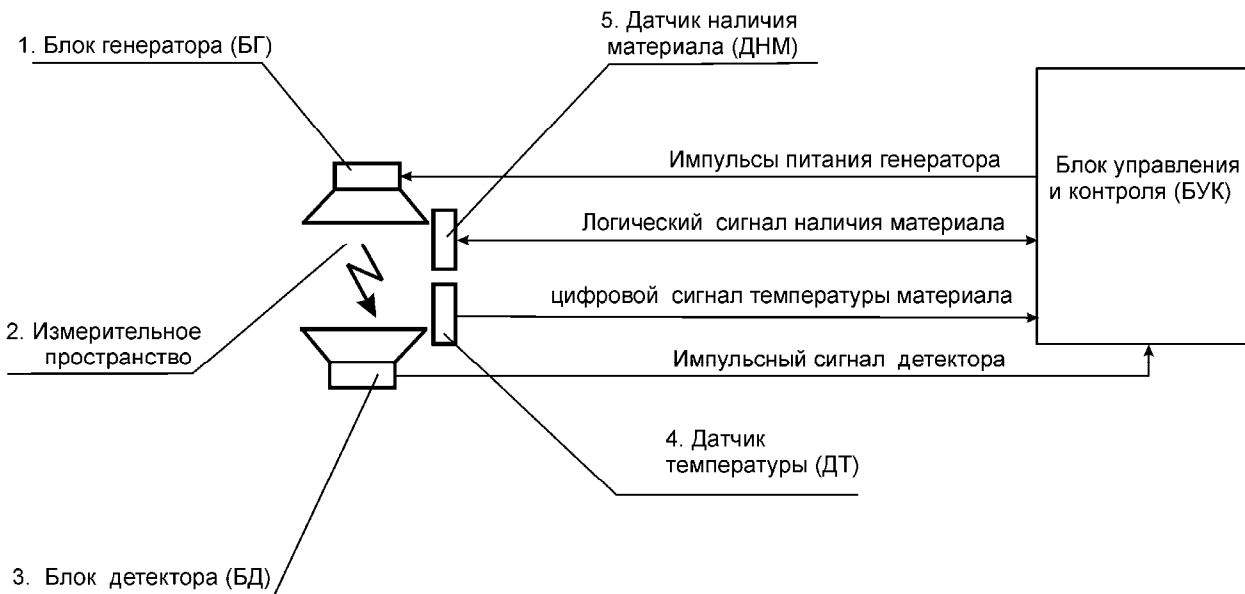 1. Блок генератора (БГ)
5. Датчик наличия
материала (ДНМ)
Импульсы питания генератора
Блок управления
и контроля (БУК)
Логический сигнал наличия материала
цифровой сигнал температуры материала
2. Измерительное
пространство
Импульсный сигнал детектора
4. Датчик
температуры (ДТ)
3. Блок детектора (БД)